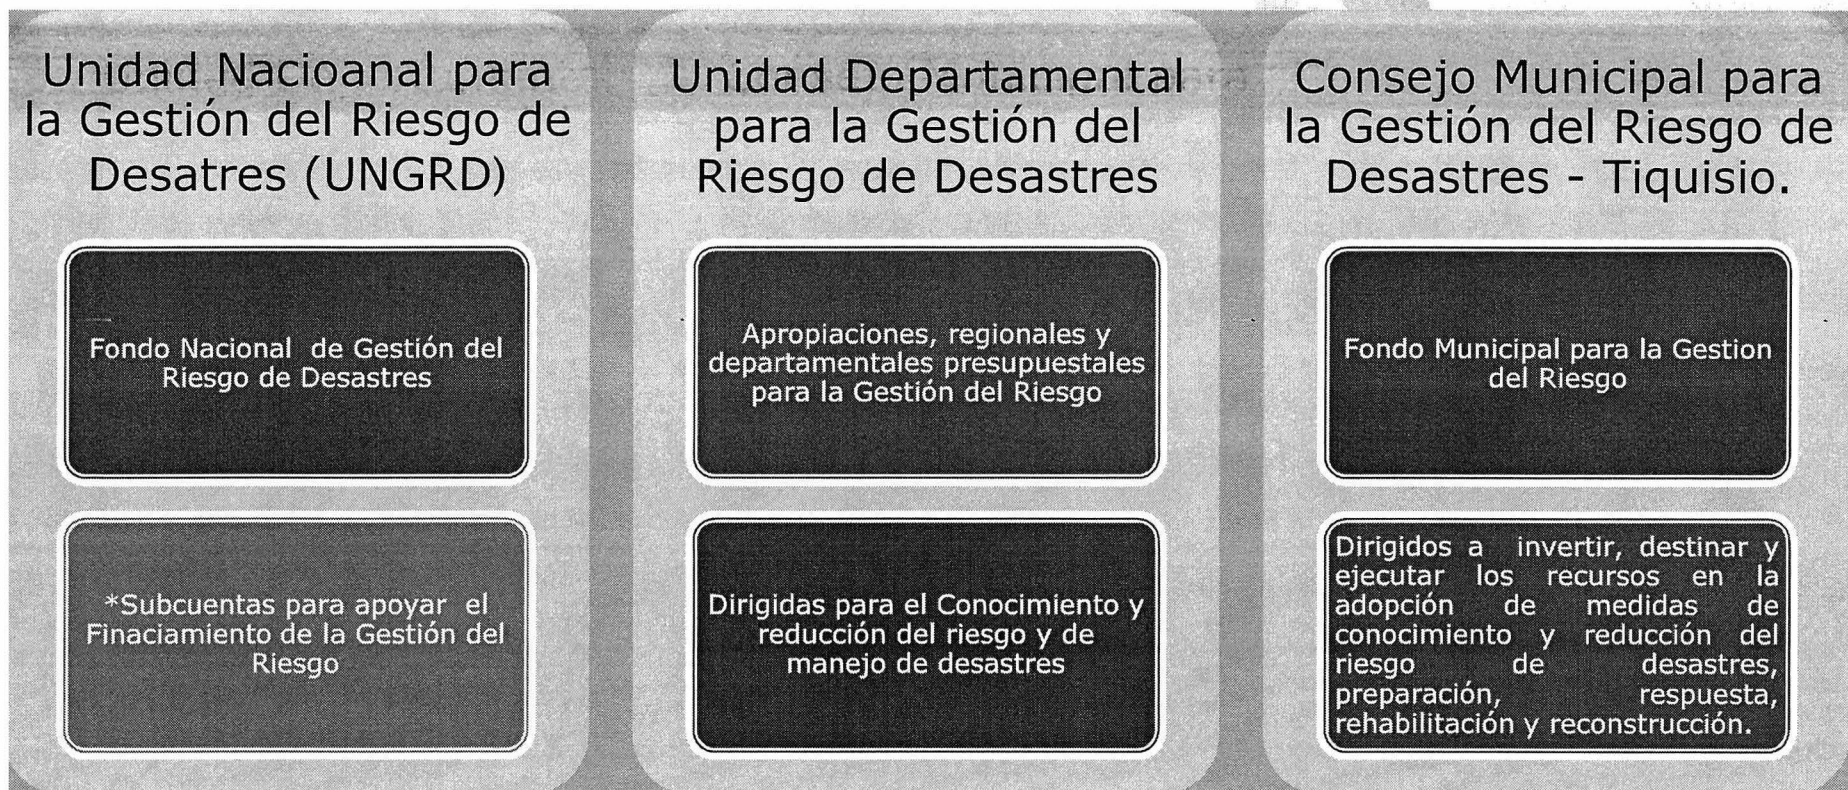 Unidad Nacioanal para
la Gestión del Riesgo de
Desatres (UNGRD)
Fondo Nacional de Gestión del
Riesgo de Desastres
*Subcuentas para apoyar el
Finaciamiento de la Gestión del
Riesgo
Unidad Departamental
para la Gestión del
Riesgo de Desastres
Apropiaciones, regionales y
departamentales presupuestales
para la Gestión del Riesgo
Dirigidas para el Conocimiento y
reducción del riesgo y de
manejo de desastres
Consejo Municipal para
la Gestión del Riesgo de
Desastres - Tiquisio.
Fondo Municipal para la Gestion
del Riesgo
Dirigidos a invertir, destinar y
ejecutar los recursos en la
adopción de medidas de
conocimiento y reducción del
riesgo de desastres,
preparación, respuesta,
rehabilitación y reconstrucción.